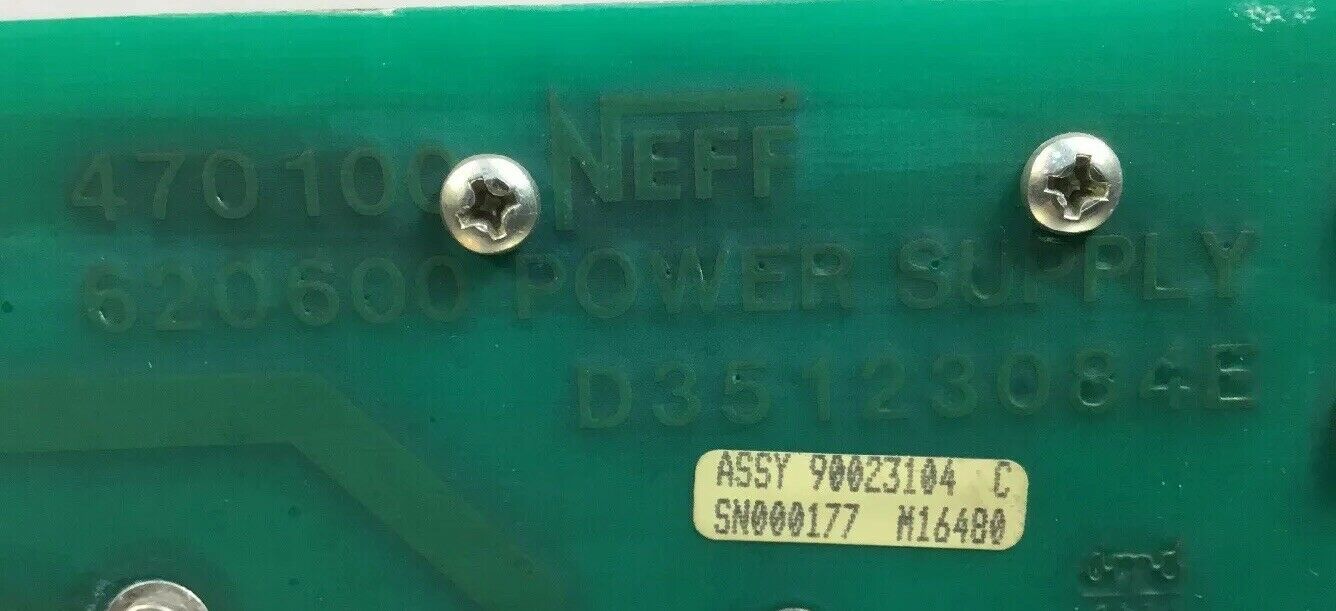 470100 NEFF
620600 POWER SUPPLY
D35123084E
ASSY 90023104 C
SN000177 M16480